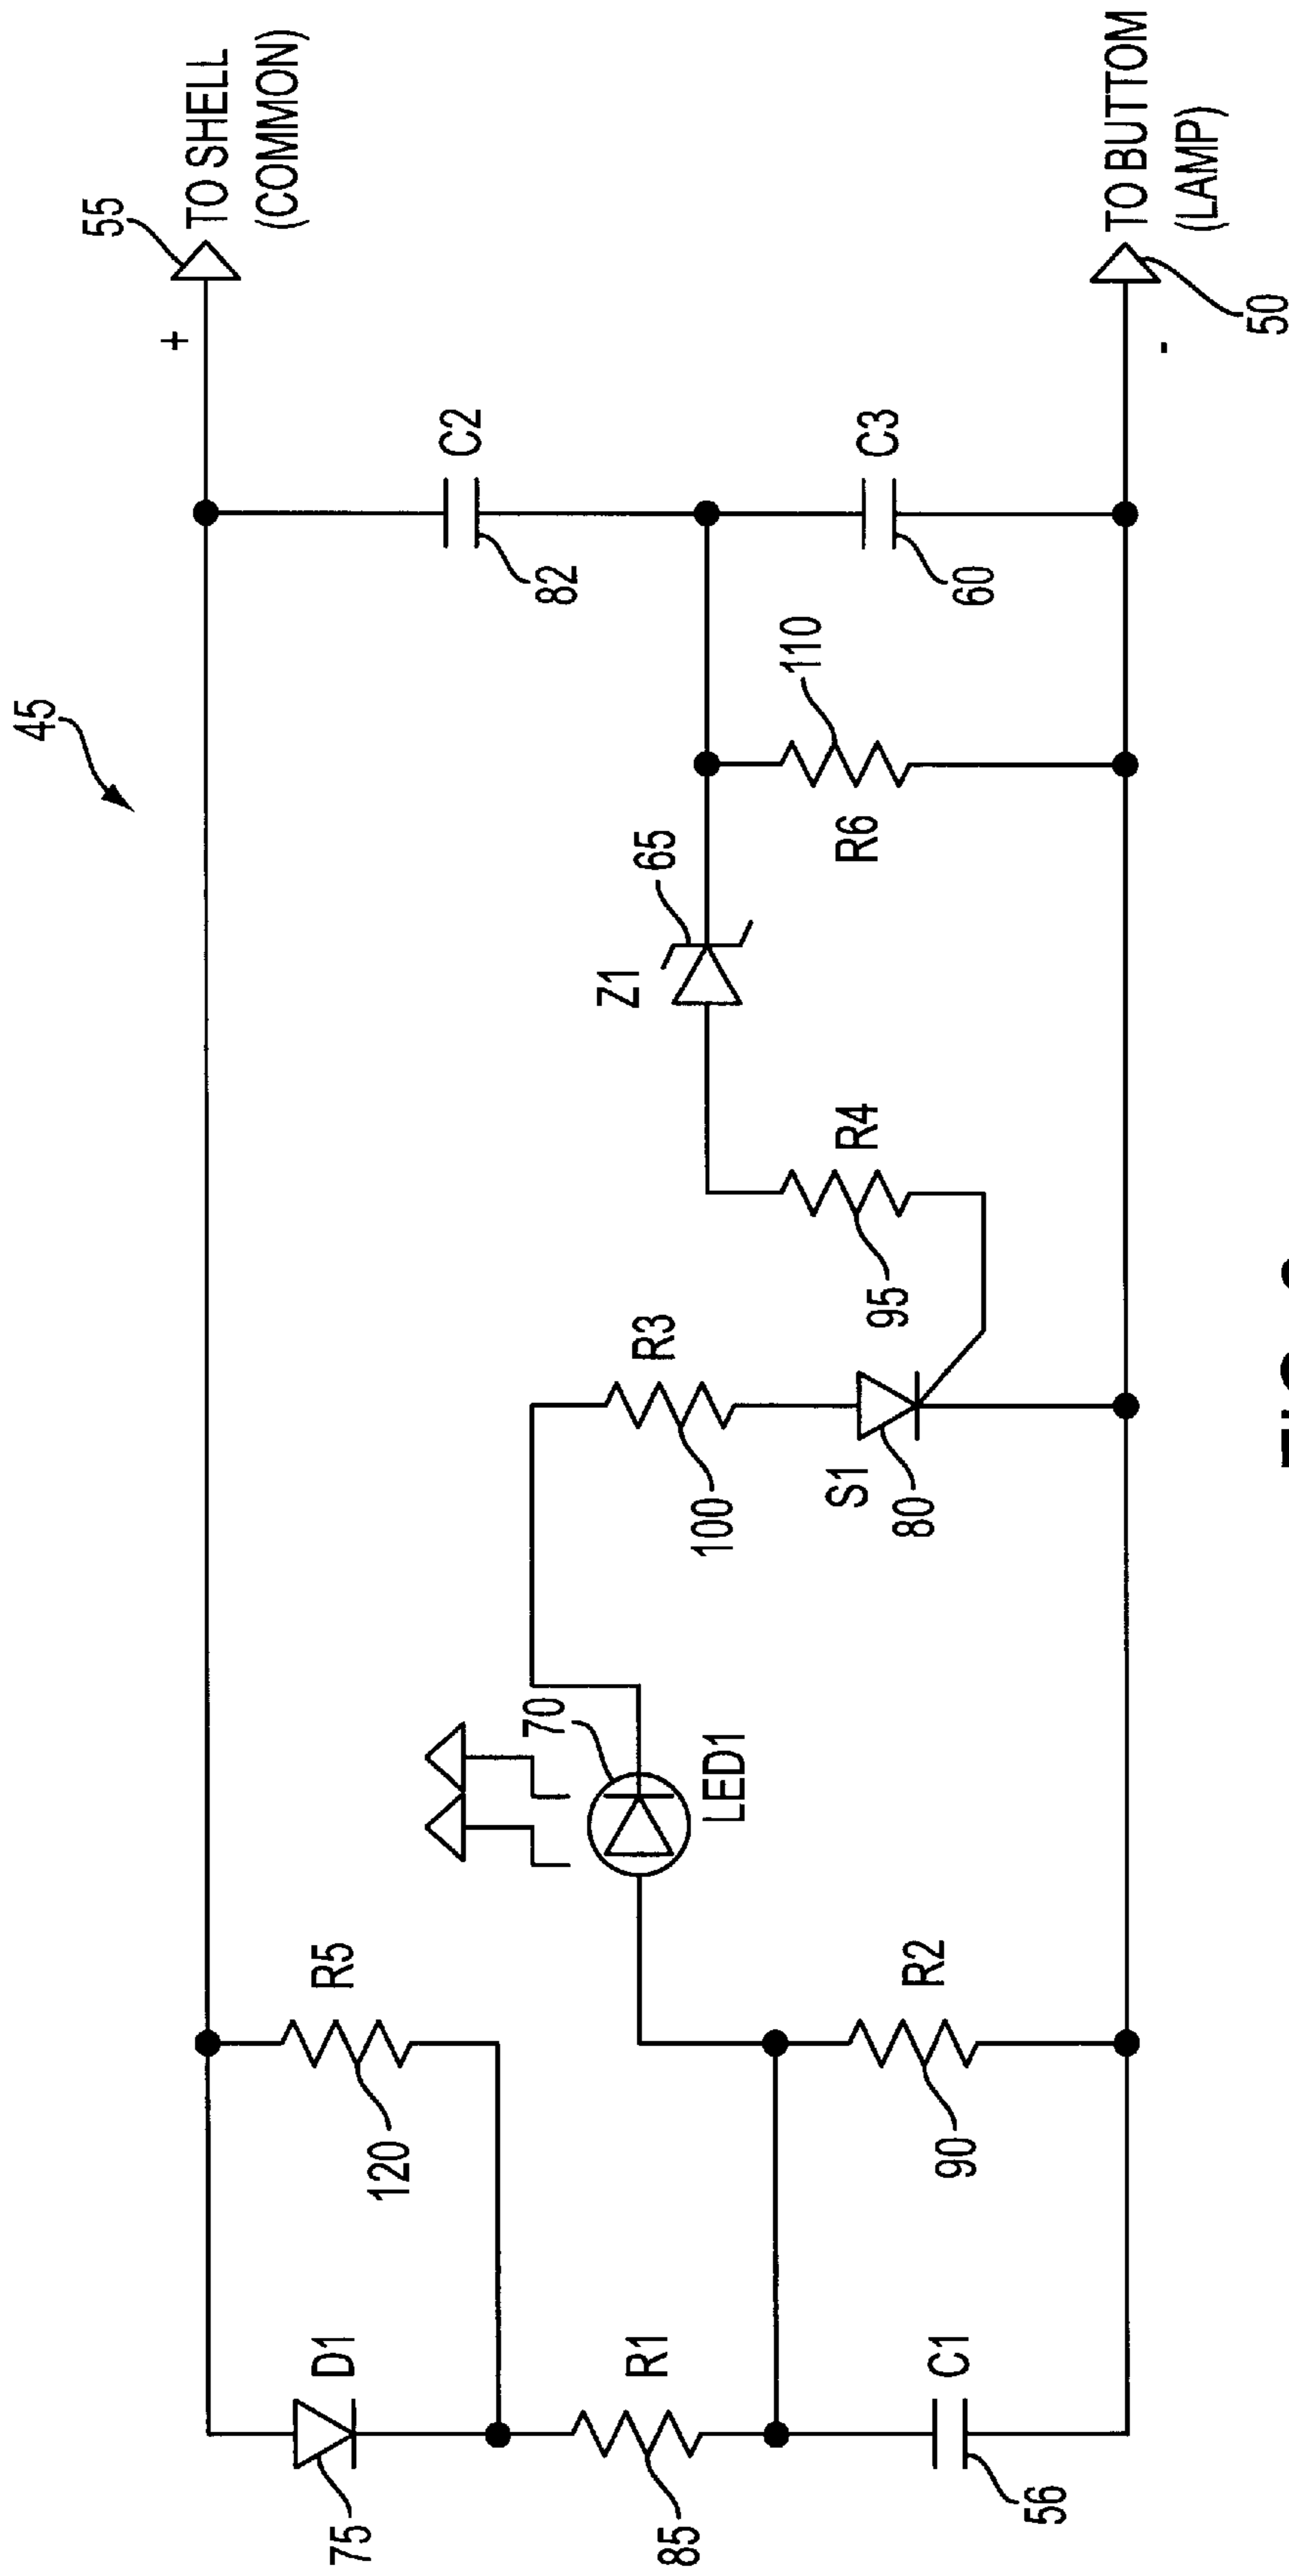 45
55
TO SHELL
(COMMON)
+
C2
82
C3
60
110
R6
65
Z1
R4
95
R3
100
S1
80
70
LED1
R5
120
R2
90
D1
75
R1
85
C1
56
-
TO BUTTOM
(LAMP)
50